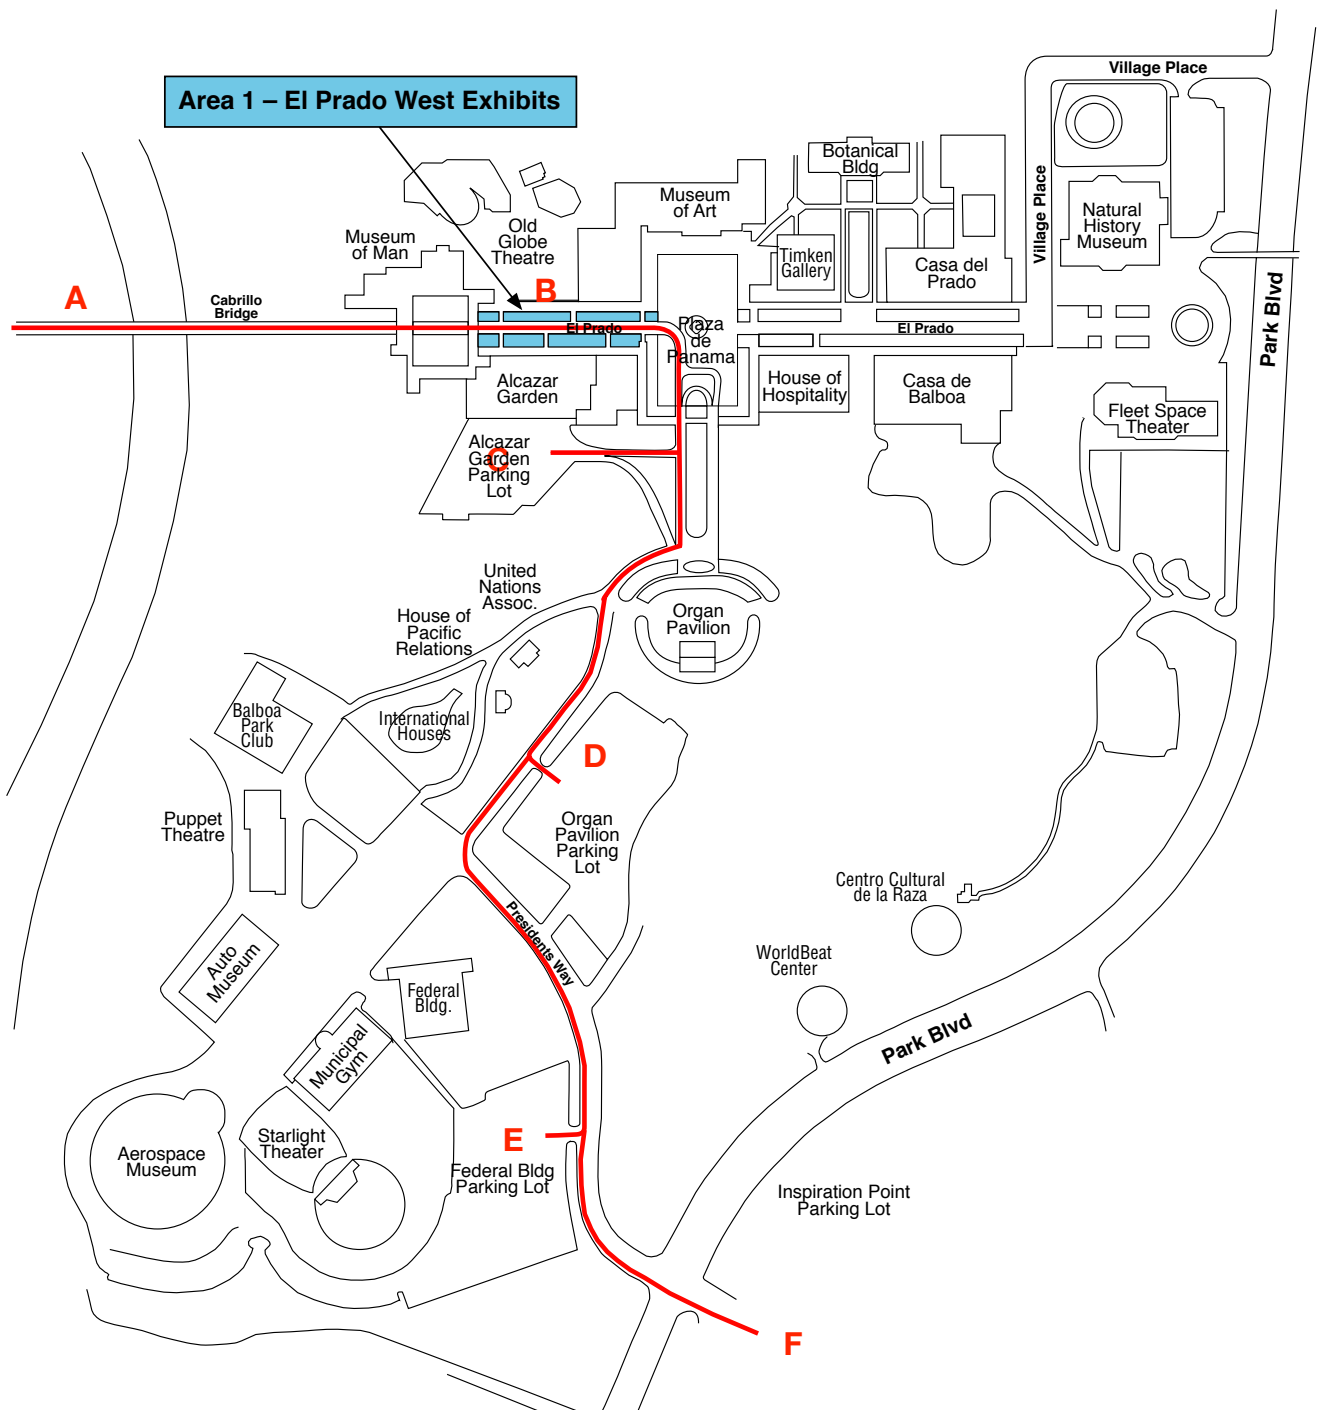 Village Place
Area 1 – El Prado West Exhibits
Botanical
Bldg
Museum
of Art
Village Place
Natural
History
Museum
Old
Globe
Theatre
Museum
of Man
Timken
Gallery
Casa del
Prado
A
B
Cabrillo
Bridge
El Prado
Plaza
de
Panama
El Prado
Park Blvd
Alcazar
Garden
House of
Hospitality
Casa de
Balboa
Fleet Space
Theater
Alcazar
Garden
Parking
Lot
C
United
Nations
Assoc.
House of
Pacific
Relations
Organ
Pavilion
Balboa
Park
Club
International
Houses
D
Puppet
Theatre
Organ
Pavilion
Parking
Lot
Centro Cultural
de la Raza
Presidents Way
WorldBeat
Center
Auto
Museum
Federal
Bldg.
Park Blvd
Municipal
Gym
Aerospace
Museum
Starlight
Theater
E
Federal Bldg
Parking Lot
Inspiration Point
Parking Lot
F